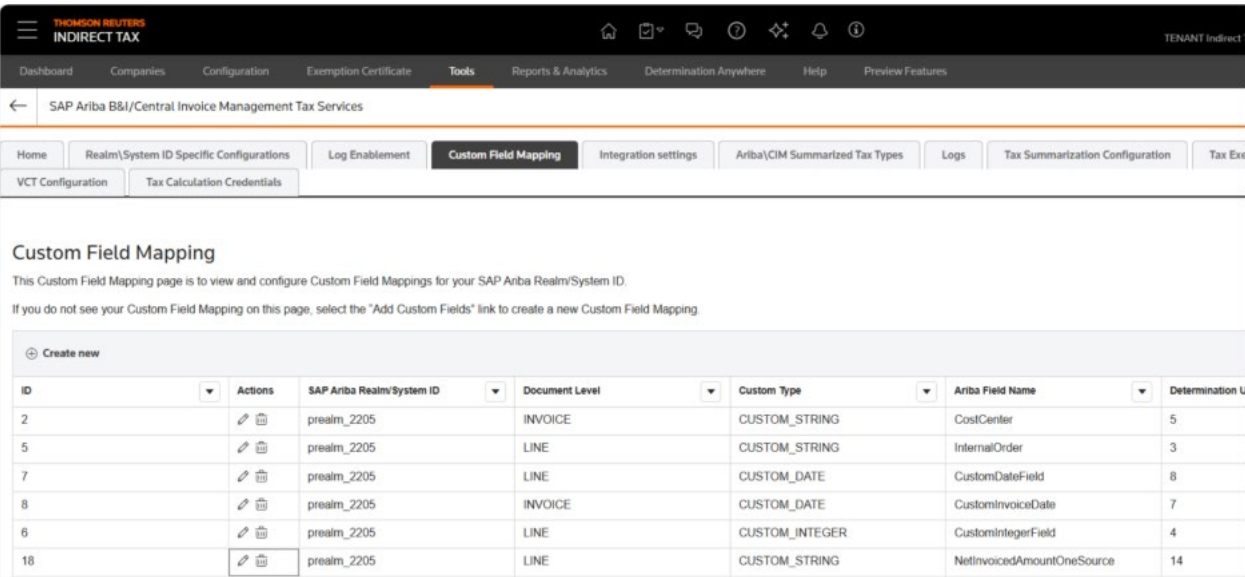 THOMSON REUTERS
INDIRECT TAX
TENANT Indirect
Dashboard Companies Configuration Exemption Certificate Tools Reports & Analytics Determination Anywhere Help Preview Features
SAP Ariba B&I/Central Invoice Management Tax Services
Home Realm\System ID Specific Configurations Log Enablement Custom Field Mapping Integration settings Ariba\CIM Summarized Tax Types Logs Tax Summarization Configuration Tax Exe
VCT Configuration Tax Calculation Credentials
Custom Field Mapping
This Custom Field Mapping page is to view and configure Custom Field Mappings for your SAP Ariba Realm/System ID.
If you do not see your Custom Field Mapping on this page, select the "Add Custom Fields" link to create a new Custom Field Mapping.
Create new
ID Actions SAP Ariba Realm/System ID Document Level Custom Type Ariba Field Name Determination U
2 prealm_2205 INVOICE CUSTOM_STRING CostCenter 5
5 prealm_2205 LINE CUSTOM_STRING InternalOrder 3
7 prealm_2205 LINE CUSTOM_DATE CustomDateField 8
8 prealm_2205 INVOICE CUSTOM_DATE CustomInvoiceDate 7
6 prealm_2205 LINE CUSTOM_INTEGER CustomIntegerField 4
18 prealm_2205 LINE CUSTOM_STRING NetInvoicedAmountOneSource 14